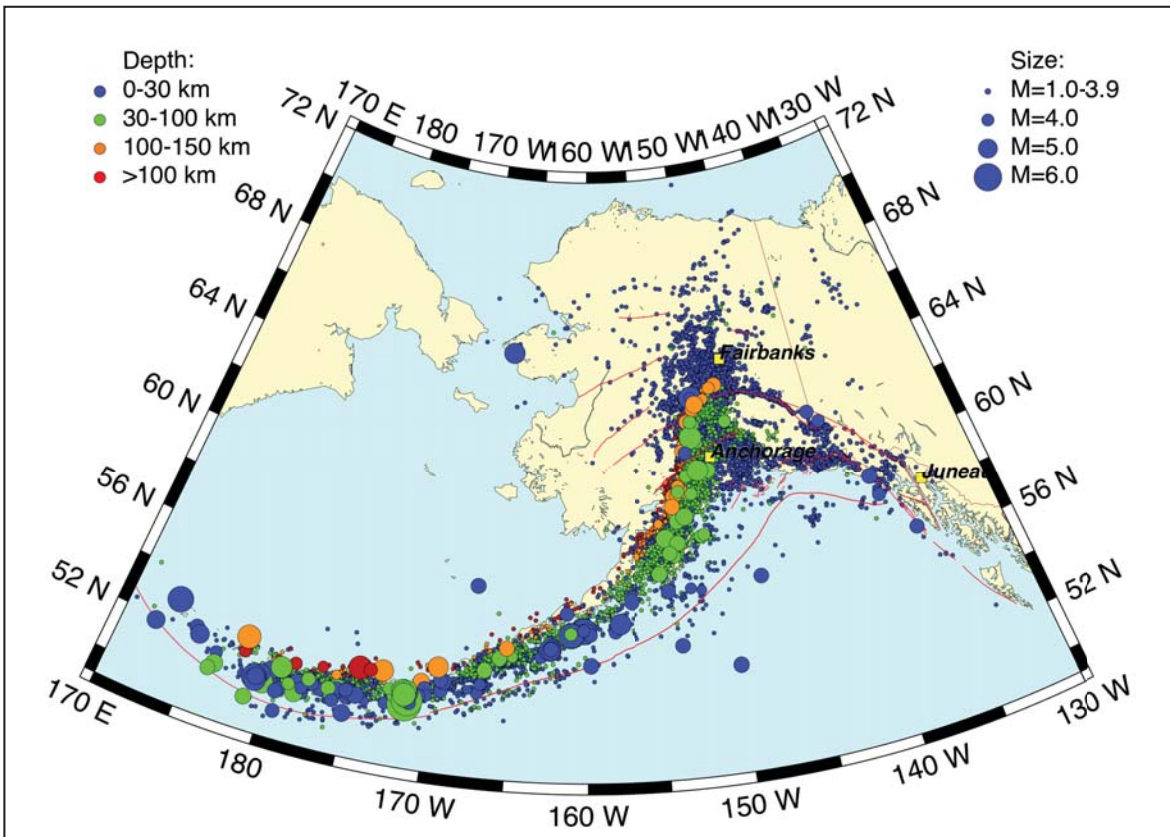 Depth:
0-30 km
30-100 km
100-150 km
>100 km
Size:
M=1.0-3.9
M=4.0
M=5.0
M=6.0
170 E
180
170 W
160 W
150 W
140 W
130 W
72 N
72 N
68 N
68 N
64 N
64 N
60 N
60 N
56 N
56 N
52 N
52 N
Fairbanks
Anchorage
Juneau
170 E
180
170 W
160 W
150 W
140 W
130 W